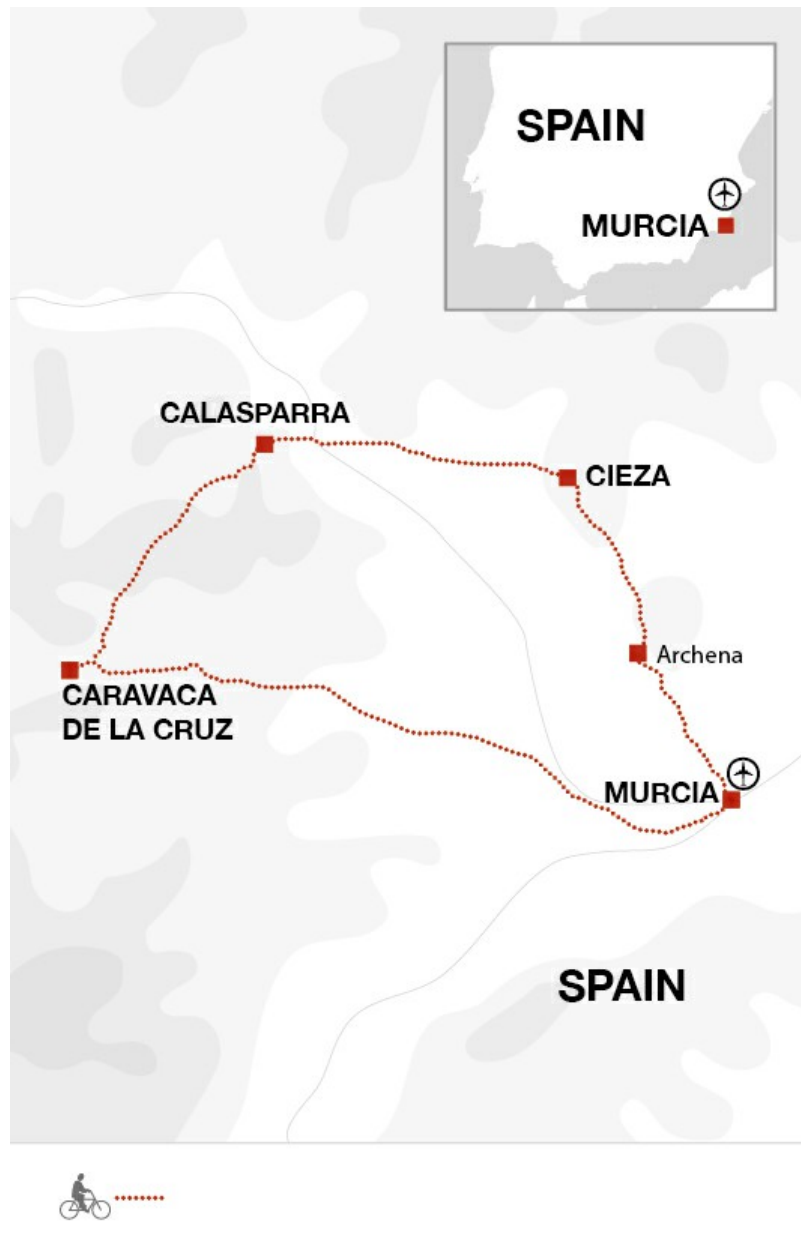 SPAIN
MURCIA
CALASPARRA
CIEZA
Archena
CARAVACA
DE LA CRUZ
MURCIA
SPAIN